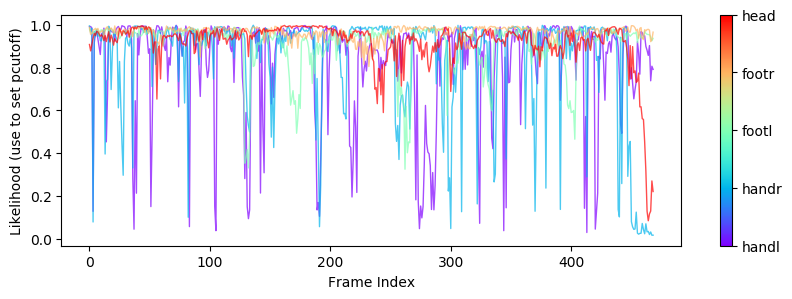 Likelihood (use to set pcutoff)
1.0
0.8
0.6
0.4
0.2
0.0
0
100
200
300
400
Frame Index
head
footr
footl
handr
handl